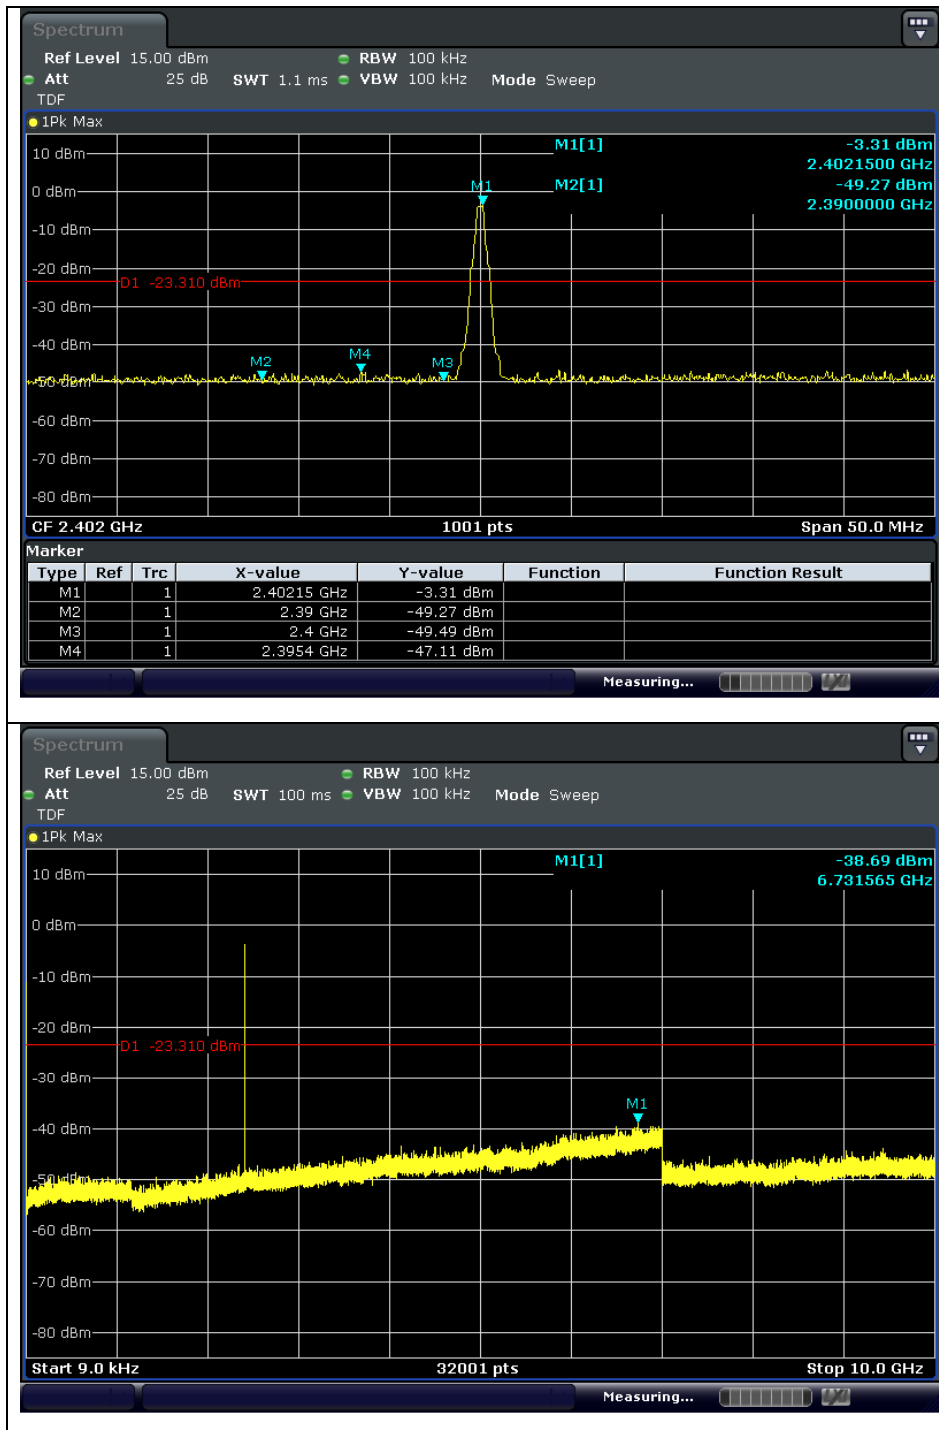 Spectrum
Ref Level 15.00 dBm RBW 100 kHz
Att 25 dB SWT 1.1 ms VBW 100 kHz Mode Sweep
TDF
1Pk Max
M1[1] -3.31 dBm
2.4021500 GHz
M2[1] -49.27 dBm
2.3900000 GHz
10 dBm
0 dBm
M1
-10 dBm
-20 dBm
D1 -23.310 dBm
-30 dBm
-40 dBm
M2 M4 M3
-50 dBm
-60 dBm
-70 dBm
-80 dBm
CF 2.402 GHz 1001 pts Span 50.0 MHz
Marker
Type Ref Trc X-value Y-value Function Function Result
M1 1 2.40215 GHz -3.31 dBm
M2 1 2.39 GHz -49.27 dBm
M3 1 2.4 GHz -49.49 dBm
M4 1 2.3954 GHz -47.11 dBm
Measuring...
Spectrum
Ref Level 15.00 dBm RBW 100 kHz
Att 25 dB SWT 100 ms VBW 100 kHz Mode Sweep
TDF
1Pk Max
M1[1] -38.69 dBm
6.731565 GHz
10 dBm
0 dBm
-10 dBm
-20 dBm
D1 -23.310 dBm
-30 dBm
M1
-40 dBm
-50 dBm
-60 dBm
-70 dBm
-80 dBm
Start 9.0 kHz 32001 pts Stop 10.0 GHz
Measuring...